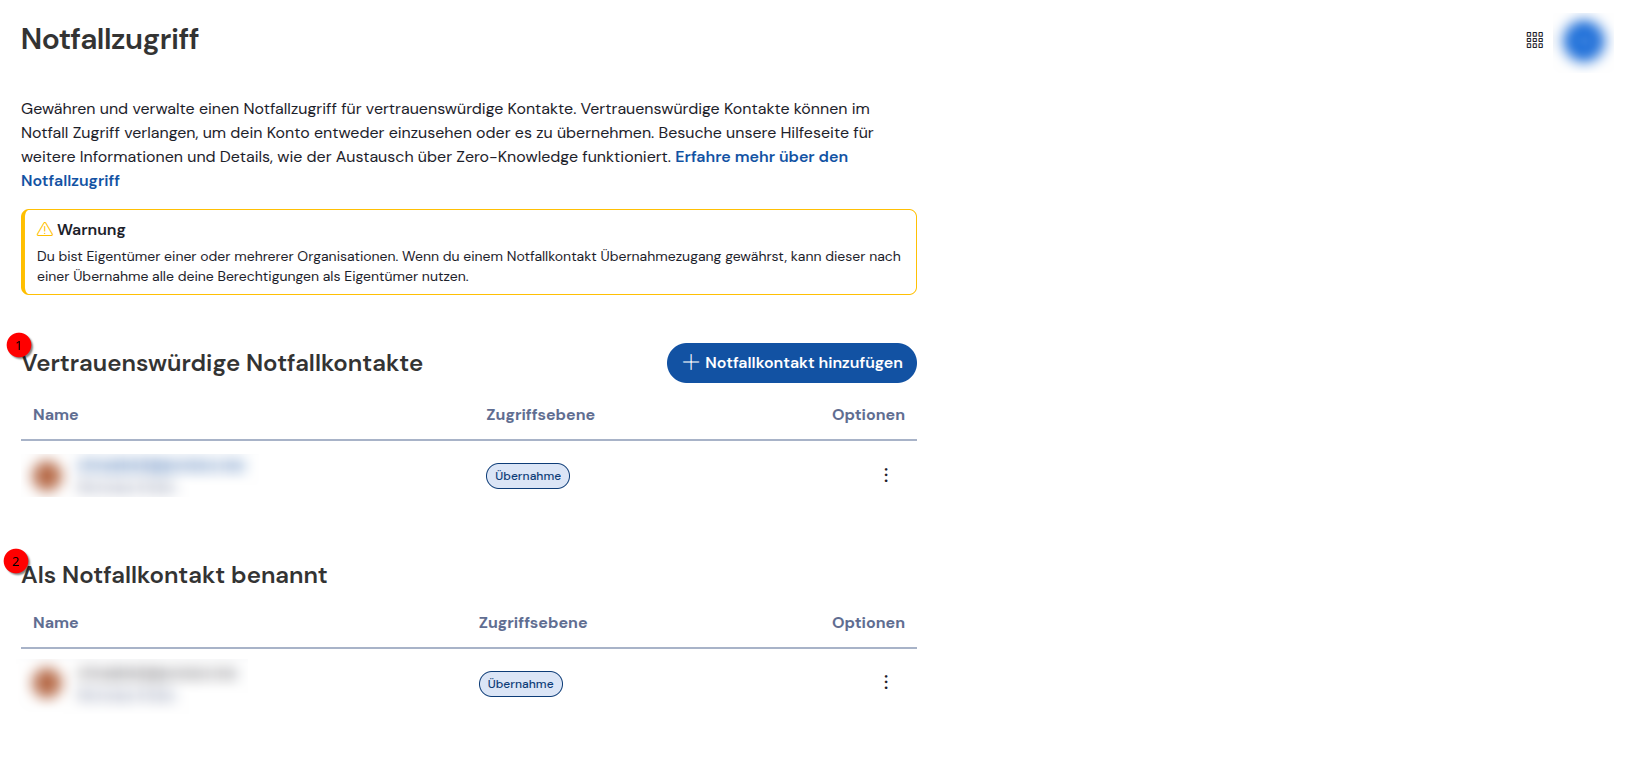 Notfallzugriff
Gewähren und verwalte einen Notfallzugriff für vertrauenswürdige Kontakte. Vertrauenswürdige Kontakte können im
Notfall Zugriff verlangen, um dein Konto entweder einzusehen oder es zu übernehmen. Besuche unsere Hilfeseite für
weitere Informationen und Details, wie der Austausch über Zero-Knowledge funktioniert. Erfahre mehr über den
Notfallzugriff
Warnung
Du bist Eigentümer einer oder mehrerer Organisationen. Wenn du einem Notfallkontakt Übernahmezugang gewährst, kann dieser nach
einer Übernahme alle deine Berechtigungen als Eigentümer nutzen.
1
Vertrauenswürdige Notfallkontakte
Notfallkontakt hinzufügen
Name Zugriffsebene Optionen
Übernahme
2
Als Notfallkontakt benannt
Name Zugriffsebene Optionen
Übernahme